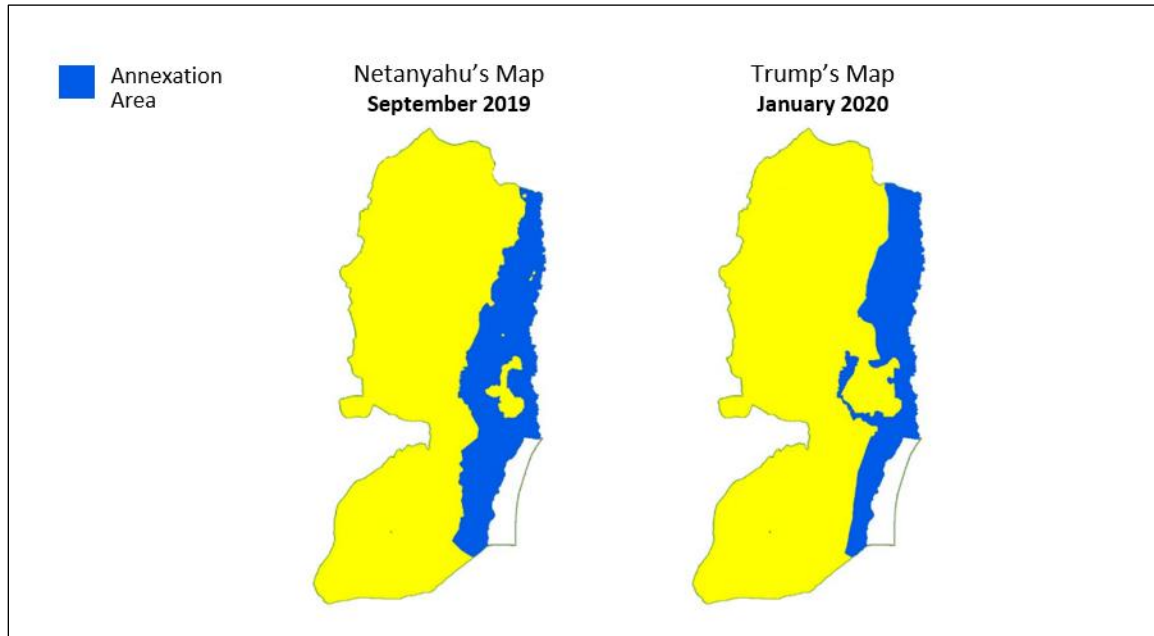 Annexation
Area
Netanyahu's Map
September 2019
Trump's Map
January 2020